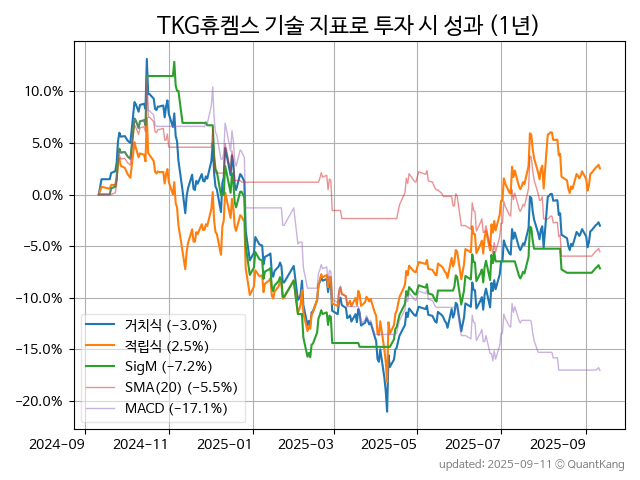 TKG휴켐스 기술 지표로 투자 시 성과 (1년)
10.0%
5.0%
0.0%
−5.0%
−10.0%
−15.0%
−20.0%
거치식 (−3.0%)
적립식 (2.5%)
SigM (−7.2%)
SMA(20) (−5.5%)
MACD (−17.1%)
2024-09 2024-11 2025-01 2025-03 2025-05 2025-07 2025-09
updated: 2025-09-11 © QuantKang